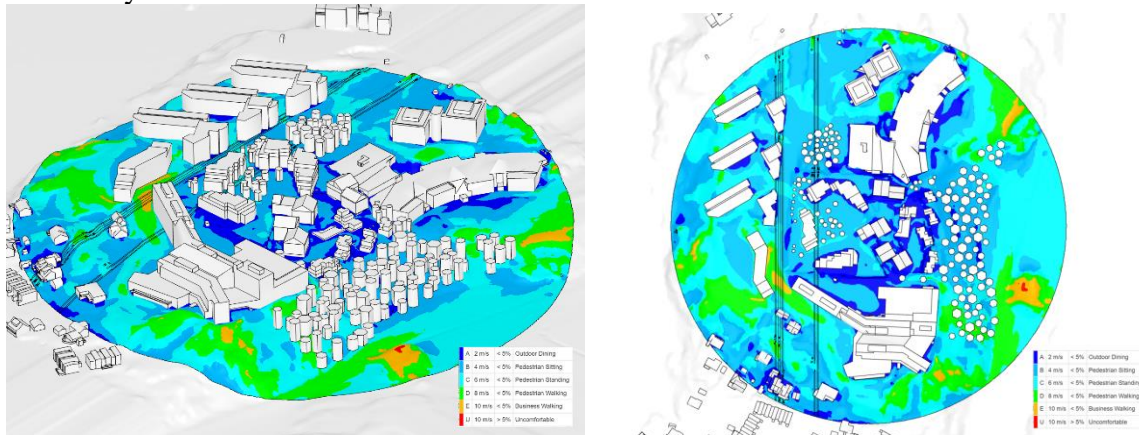 A 2 m/s < 5% Outdoor Dining
B 4 m/s < 5% Pedestrian Sitting
C 6 m/s < 5% Pedestrian Standing
D 8 m/s < 5% Pedestrian Walking
E 10 m/s < 5% Business Walking
U 10 m/s < 5% Uncomfortable
A 2 m/s < 5% Outdoor Dining
B 4 m/s < 5% Pedestrian Sitting
C 6 m/s < 5% Pedestrian Standing
D 8 m/s < 5% Pedestrian Walking
E 10 m/s < 5% Business Walking
U 10 m/s < 5% Uncomfortable